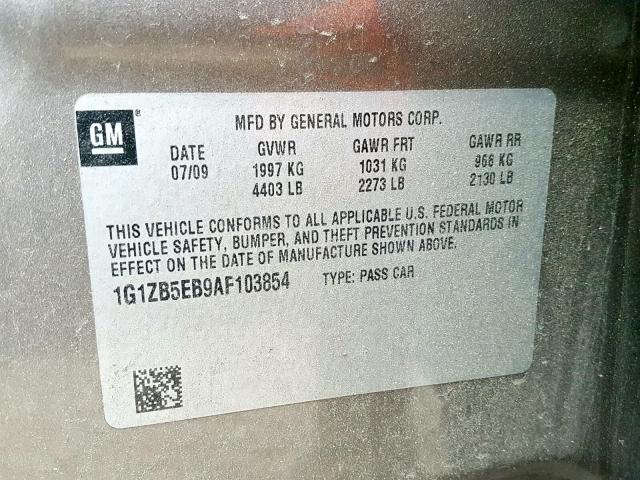 GM®
MFD BY GENERAL MOTORS CORP.
DATE GVWR GAWR FRT GAWR RR
07/09 1997 KG 1031 KG 966 KG
4403 LB 2273 LB 2130 LB
THIS VEHICLE CONFORMS TO ALL APPLICABLE U.S. FEDERAL MOTOR
VEHICLE SAFETY, BUMPER, AND THEFT PREVENTION STANDARDS IN
EFFECT ON THE DATE OF MANUFACTURE SHOWN ABOVE.
1G1ZB5EB9AF103854 TYPE: PASS CAR